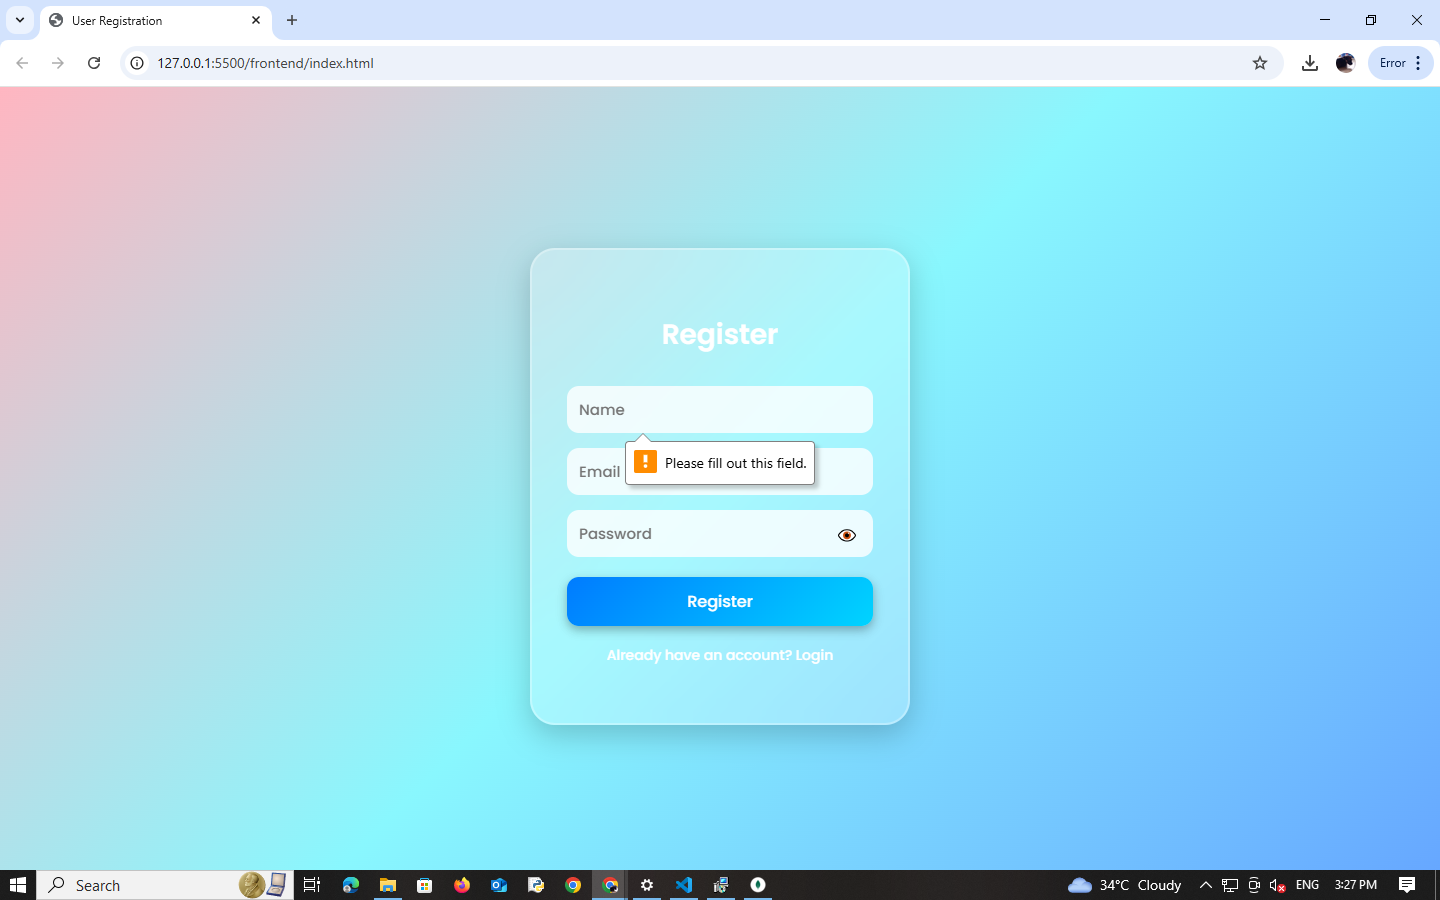 User Registration
127.0.0.1:5500/frontend/index.html
Error
Register
Name
Please fill out this field.
Email
Password
Register
Already have an account? Login
Search
34°C Cloudy
ENG
3:27 PM